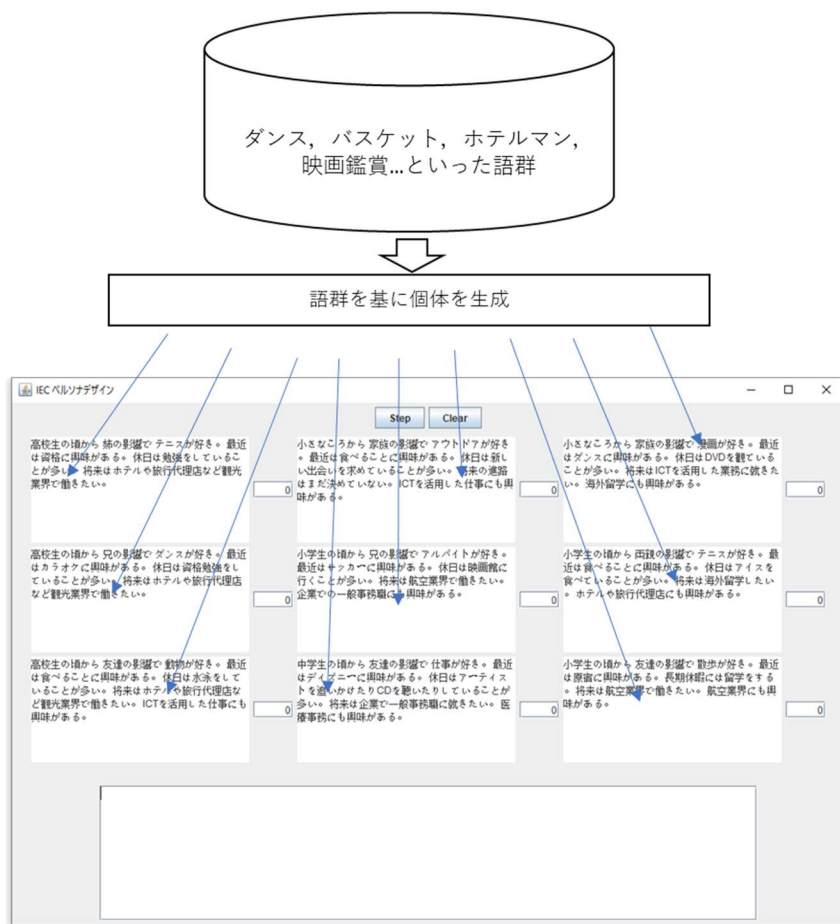 ダンス，バスケット，ホテルマン，
映画鑑賞...といった語群
語群を基に個体を生成
IEC ペルソナデザイン
Step
Clear
高校生の頃から 姉の影響で テニスが好き。 最近
は資格に興味がある。 休日は勉強をしているこ
とが多い。 将来はホテルや旅行代理店など観光
業界で働きたい。
0
小さなころから 家族の影響で アウトドアが好き
。 最近は食べることに興味がある。 休日は新し
い出会いを求めていることが多い。 将来の進路
はまだ決めていない。 ICTを活用した仕事にも興
味がある。
0
小さなころから 家族の影響で 漫画が好き。 最近
はダンスに興味がある。 休日はDVDを観ている
ことが多い。 将来はICTを活用した業務に就きた
い。 海外留学にも興味がある。
0
高校生の頃から 兄の影響で ダンスが好き。 最近
はカラオケに興味がある。 休日は資格勉強をし
ていることが多い。 将来はホテルや旅行代理店
など観光業界で働きたい。
0
小学生の頃から 兄の影響で アルバイトが好き。
最近はサッカーに興味がある。 休日は映画館に
行くことが多い。 将来は航空業界で働きたい。
企業での一般事務職にも興味がある。
0
小学生の頃から 両親の影響で テニスが好き。 最
近は食べることに興味がある。 休日はアイスを
食べていることが多い。 将来は海外留学したい
。 ホテルや旅行代理店にも興味がある。
0
高校生の頃から 友達の影響で 動物が好き。 最近
は食べることに興味がある。 休日は水泳をして
いることが多い。 将来はホテルや旅行代理店な
ど観光業界で働きたい。 ICTを活用した仕事にも
興味がある。
0
中学生の頃から 友達の影響で 仕事が好き。 最近
はディズニーに興味がある。 休日はアーティス
トを追いかけたりCDを聴いたりしていることが
多い。 将来は企業で一般事務職に就きたい。 医
療事務にも興味がある。
0
小学生の頃から 友達の影響で 散歩が好き。 最近
は原宿に興味がある。 長期休暇には留学をする
。 将来は航空業界で働きたい。 航空業界にも興
味がある。
0